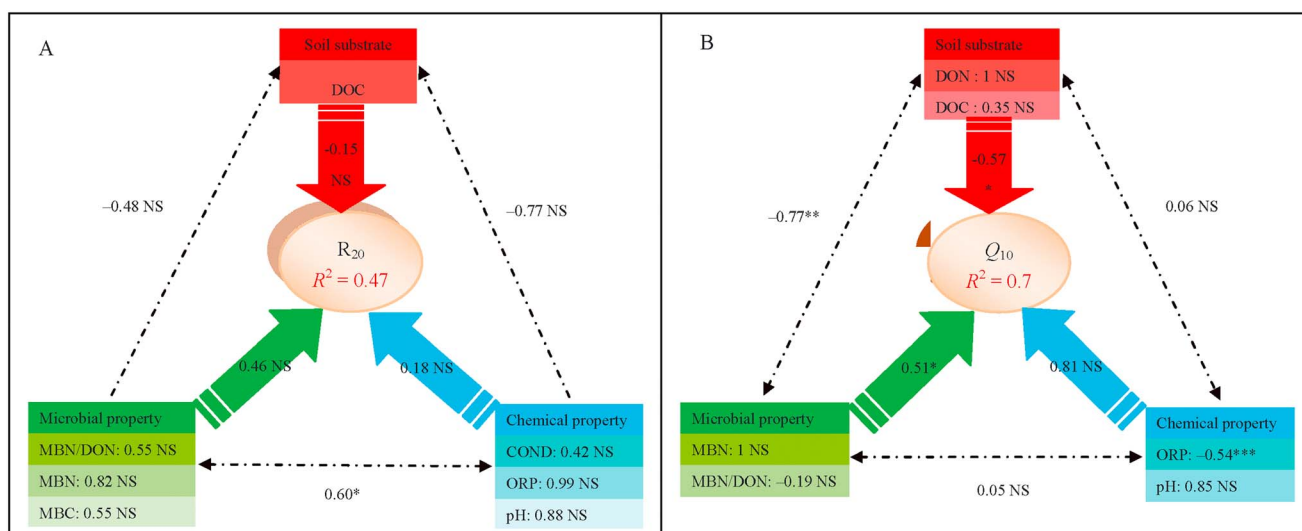 A
Soil substrate
DOC
-0.15
NS
–0.48 NS
–0.77 NS
R20
R² = 0.47
0.46 NS
0.18 NS
Microbial property
MBN/DON: 0.55 NS
MBN: 0.82 NS
MBC: 0.55 NS
0.60*
Chemical property
COND: 0.42 NS
ORP: 0.99 NS
pH: 0.88 NS
B
Soil substrate
DON : 1 NS
DOC : 0.35 NS
-0.57
*
–0.77**
0.06 NS
Q10
R² = 0.7
0.51*
0.81 NS
Microbial property
MBN: 1 NS
MBN/DON: –0.19 NS
0.05 NS
Chemical property
ORP: –0.54***
pH: 0.85 NS